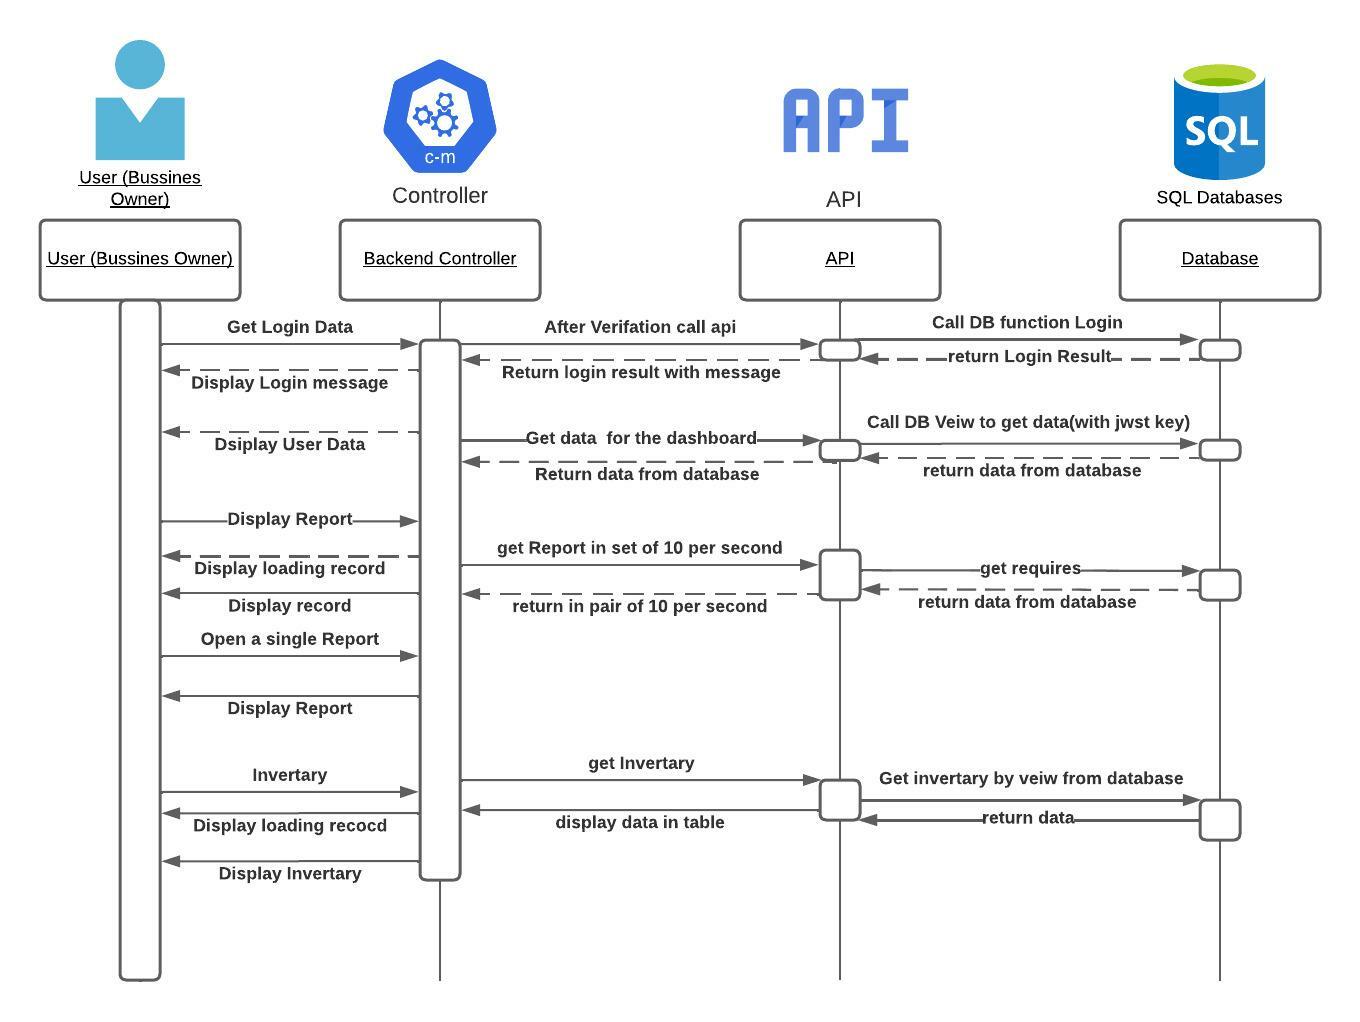 API
SQL
c-m
User (Bussines
Owner)
Controller
API
SQL Databases
User (Bussines Owner)
Backend Controller
API
Database
Get Login Data
After Verifation call api
Call DB function Login
return Login Result
Display Login message
Return login result with message
Call DB Veiw to get data(with jwst key)
Dsiplay User Data
Get data  for the dashboard
Return data from database
return data from database
Display Report
get Report in set of 10 per second
Display loading record
get requires
Display record
return in pair of 10 per second
return data from database
Open a single Report
Display Report
get Invertary
Invertary
Get invertary by veiw from database
Display loading recocd
display data in table
return data
Display Invertary